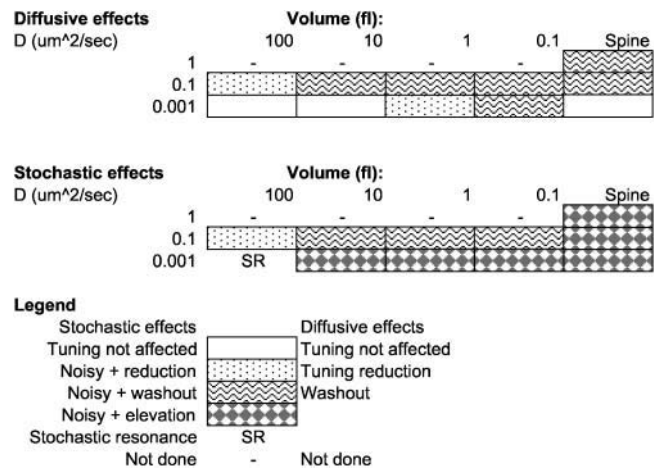 Diffusive effects Volume (fl):
D (um^2/sec) 100 10 1 0.1 Spine
1 - - - -
0.1
0.001
Stochastic effects Volume (fl):
D (um^2/sec) 100 10 1 0.1 Spine
1 - - - -
0.1
0.001 SR
Legend
Stochastic effects Diffusive effects
Tuning not affected Tuning not affected
Noisy + reduction Tuning reduction
Noisy + washout Washout
Noisy + elevation
Stochastic resonance SR
Not done - Not done